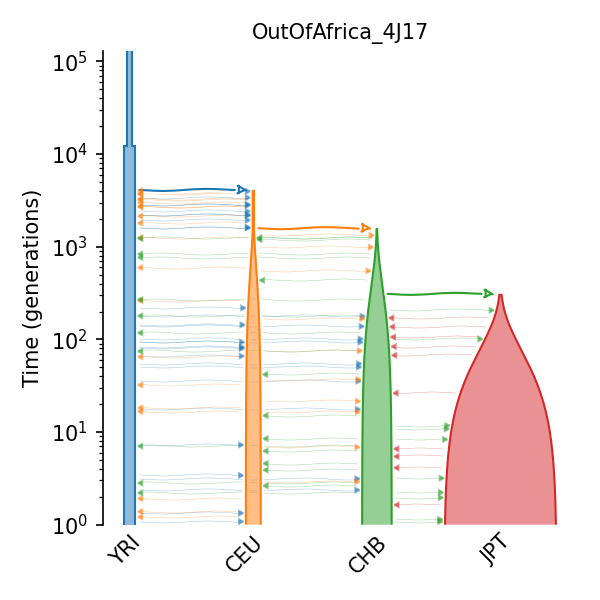 OutOfAfrica_4J17
Time (generations)
10^5
10^4
10^3
10^2
10^1
10^0
YRI
CEU
CHB
JPT